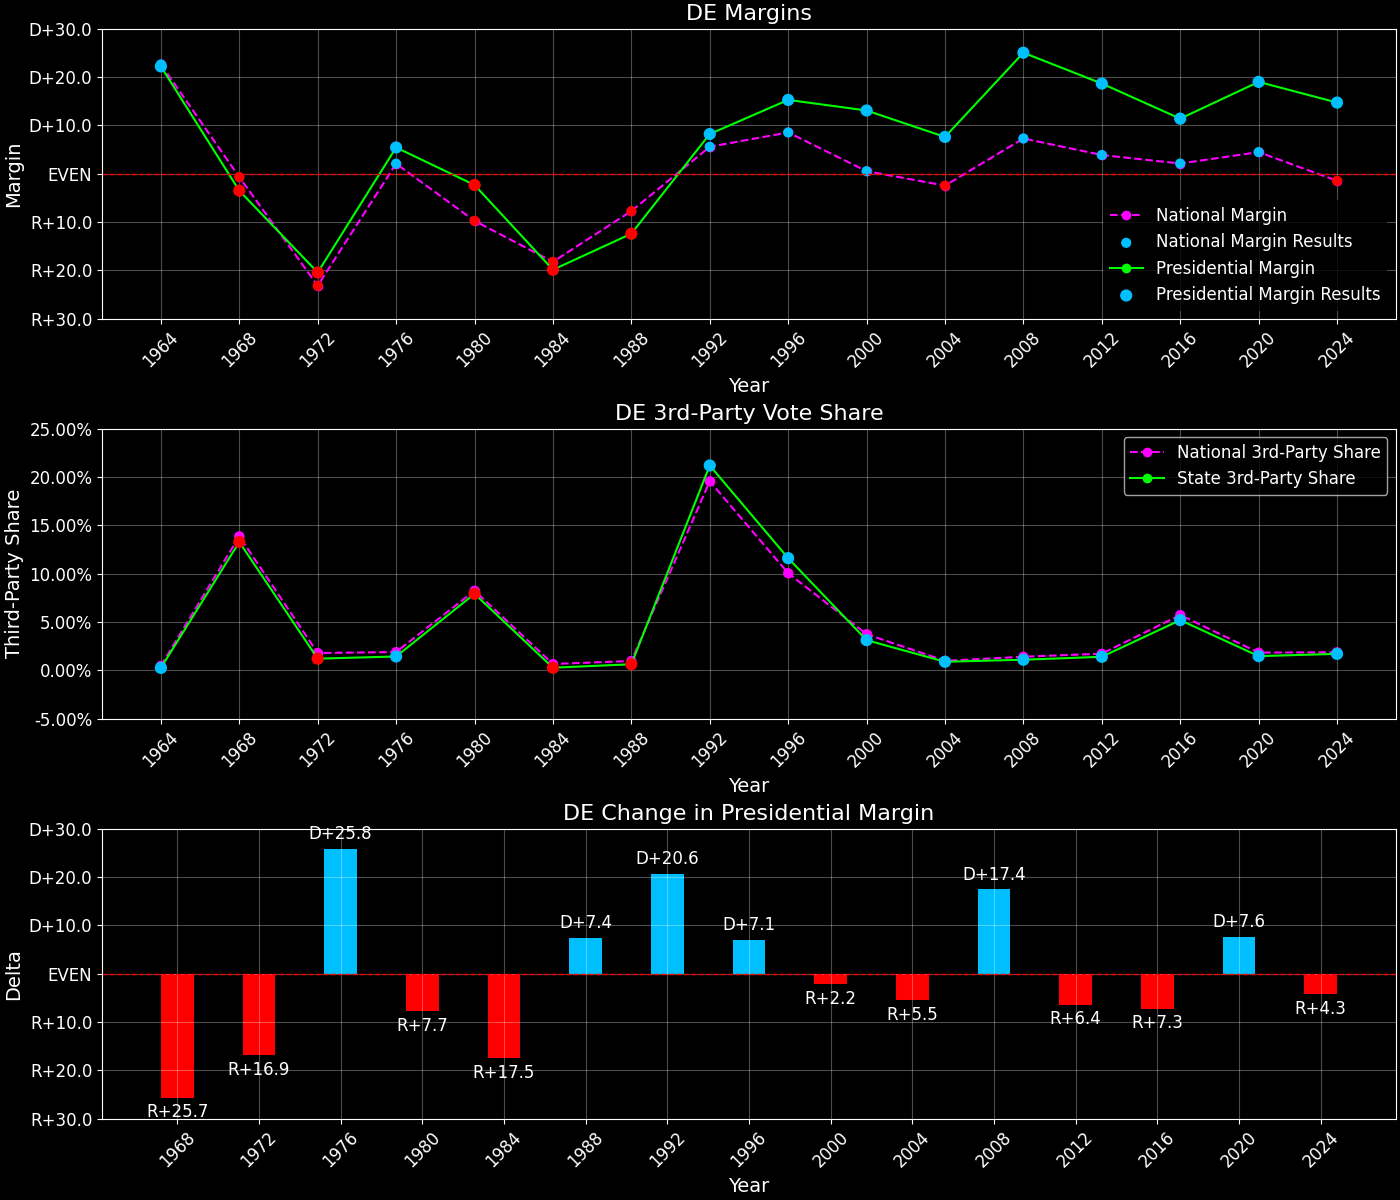 DE Margins
D+30.0
D+20.0
D+10.0
EVEN
R+10.0
R+20.0
R+30.0
Margin
National Margin
National Margin Results
Presidential Margin
Presidential Margin Results
1964 1968 1972 1976 1980 1984 1988 1992 1996 2000 2004 2008 2012 2016 2020 2024
Year
DE 3rd-Party Vote Share
25.00%
20.00%
15.00%
10.00%
5.00%
0.00%
-5.00%
Third-Party Share
National 3rd-Party Share
State 3rd-Party Share
1964 1968 1972 1976 1980 1984 1988 1992 1996 2000 2004 2008 2012 2016 2020 2024
Year
DE Change in Presidential Margin
D+30.0
D+20.0
D+10.0
EVEN
R+10.0
R+20.0
R+30.0
Delta
R+25.7
R+16.9
D+25.8
R+7.7
R+17.5
D+7.4
D+20.6
D+7.1
R+2.2
R+5.5
D+17.4
R+6.4
R+7.3
D+7.6
R+4.3
1968 1972 1976 1980 1984 1988 1992 1996 2000 2004 2008 2012 2016 2020 2024
Year